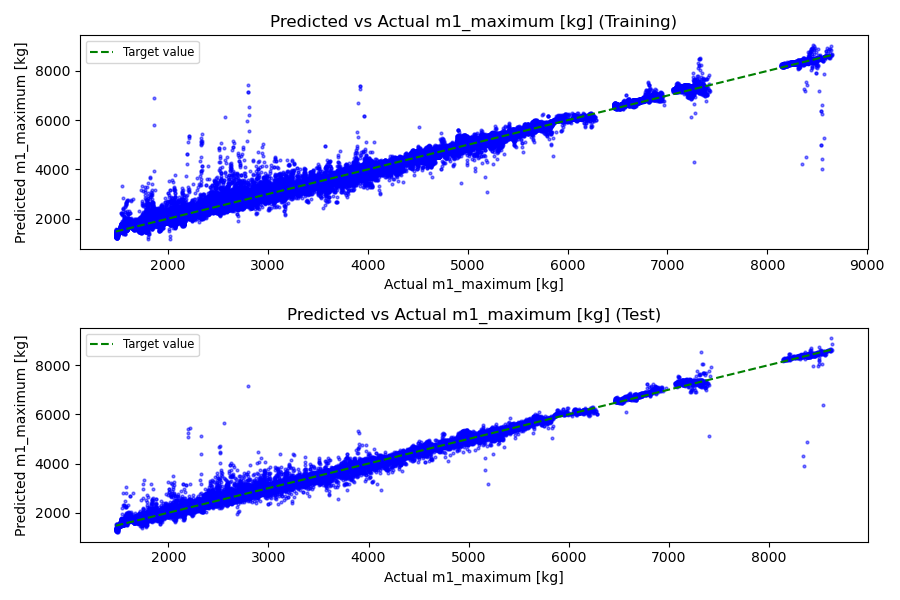 Predicted vs Actual m1_maximum [kg] (Training)
Target value
Predicted m1_maximum [kg]
8000
6000
4000
2000
2000 3000 4000 5000 6000 7000 8000 9000
Actual m1_maximum [kg]
Predicted vs Actual m1_maximum [kg] (Test)
Target value
Predicted m1_maximum [kg]
8000
6000
4000
2000
2000 3000 4000 5000 6000 7000 8000
Actual m1_maximum [kg]